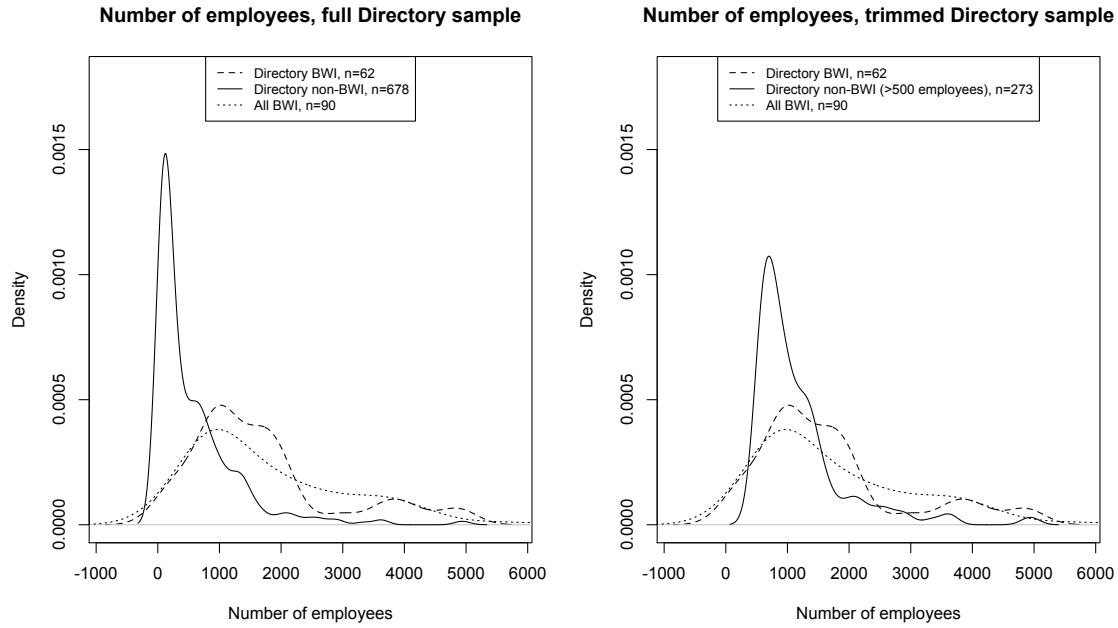 Number of employees, full Directory sample
Directory BWI, n=62
Directory non-BWI, n=678
All BWI, n=90
Density
0.0015
0.0010
0.0005
0.0000
-1000 0 1000 2000 3000 4000 5000 6000
Number of employees
Number of employees, trimmed Directory sample
Directory BWI, n=62
Directory non-BWI (>500 employees), n=273
All BWI, n=90
Density
0.0015
0.0010
0.0005
0.0000
-1000 0 1000 2000 3000 4000 5000 6000
Number of employees